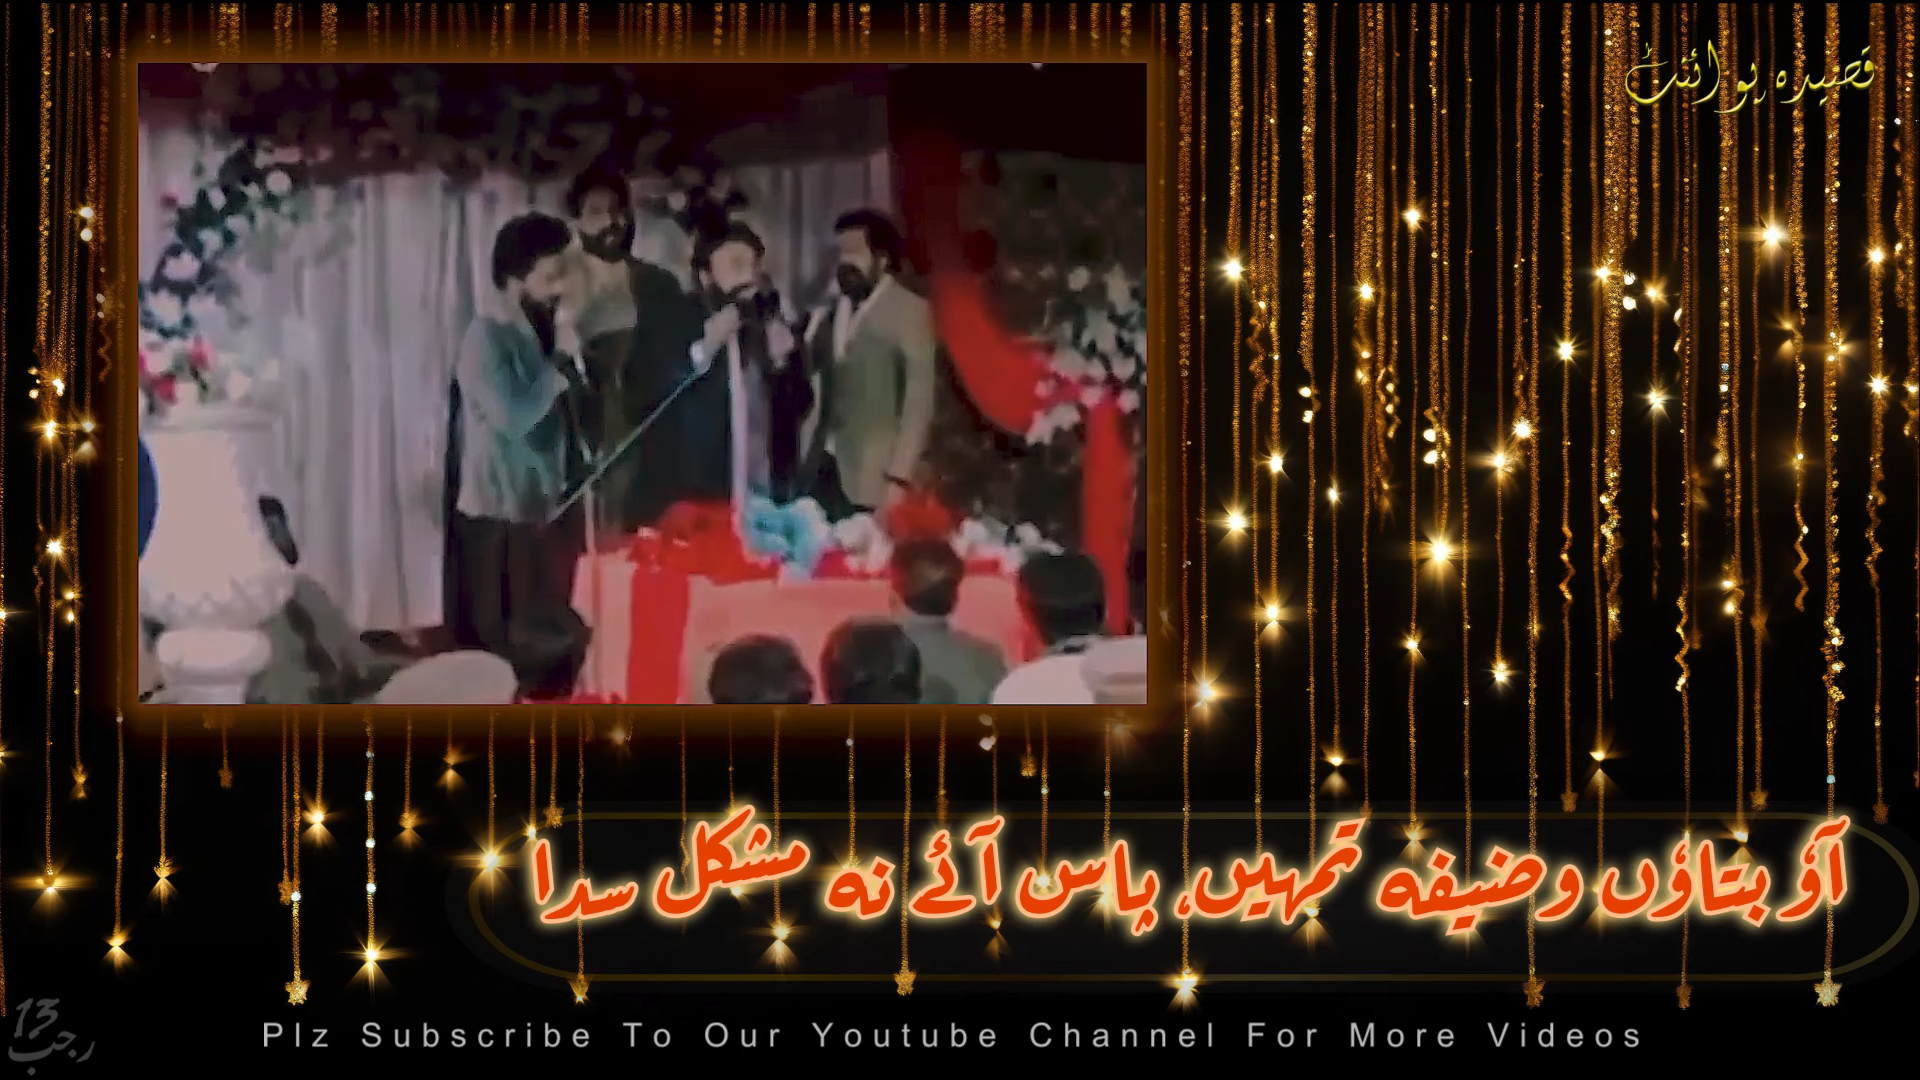 قصیدہ پوائنٹ
آؤ بتاؤں وضیفہ تمہیں، پاس آئے نہ مشکل سدا
13 رجب
Plz Subscribe To Our Youtube Channel For More Videos